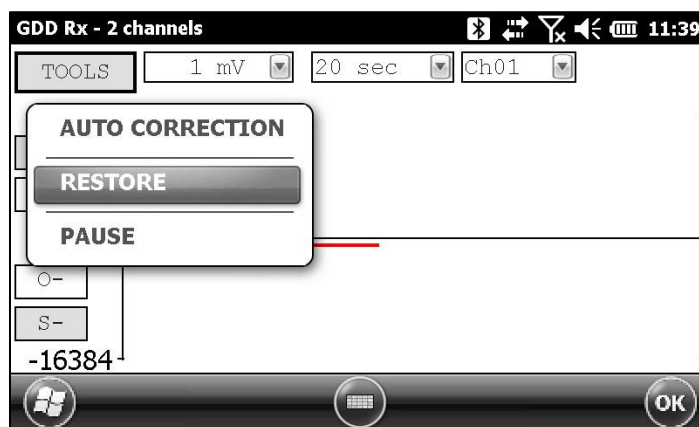 GDD Rx - 2 channels 11:39
TOOLS 1 mV 20 sec Ch01
AUTO CORRECTION
RESTORE
PAUSE
O-
S-
-16384
OK